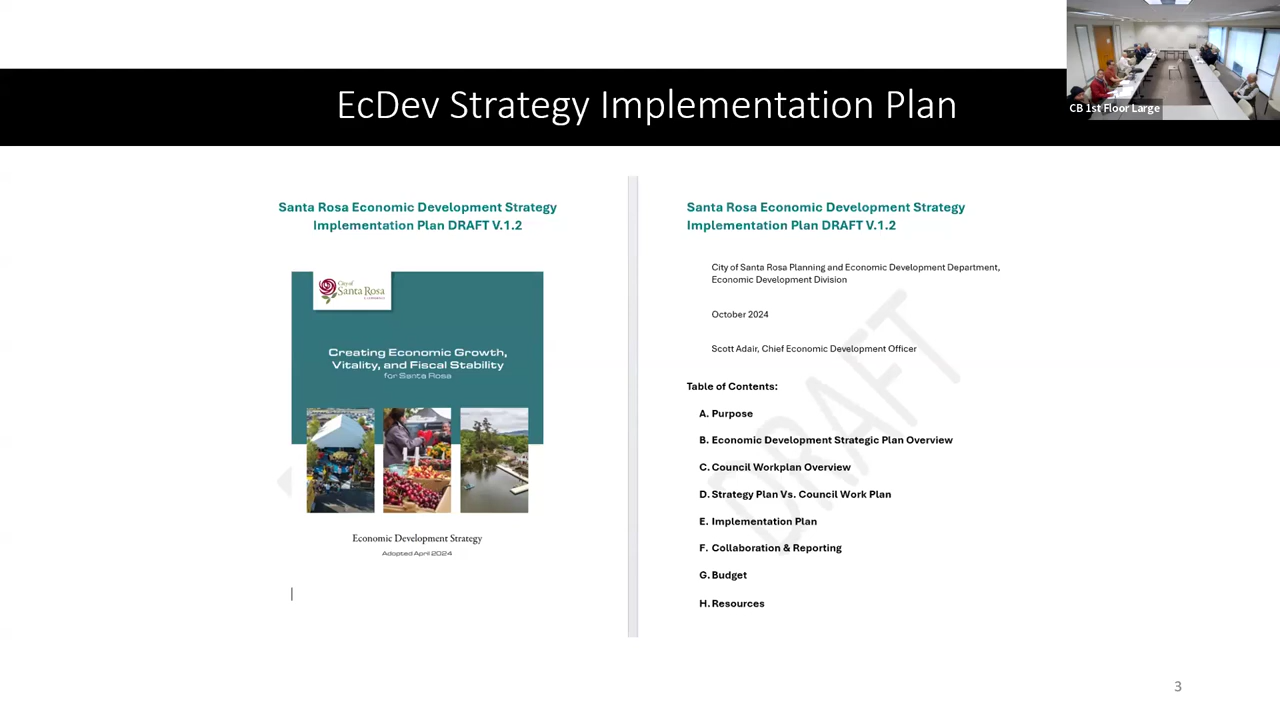 CB 1st Floor Large
EcDev Strategy Implementation Plan
Santa Rosa Economic Development Strategy
Implementation Plan DRAFT V.1.2
City of
Santa Rosa
Creating Economic Growth,
Vitality, and Fiscal Stability
for Santa Rosa
Economic Development Strategy
Adopted April 2024
Santa Rosa Economic Development Strategy
Implementation Plan DRAFT V.1.2
City of Santa Rosa Planning and Economic Development Department,
Economic Development Division
October 2024
Scott Adair, Chief Economic Development Officer
Table of Contents:
A. Purpose
B. Economic Development Strategic Plan Overview
C. Council Workplan Overview
D. Strategy Plan Vs. Council Work Plan
E. Implementation Plan
F. Collaboration & Reporting
G. Budget
H. Resources
DRAFT
3